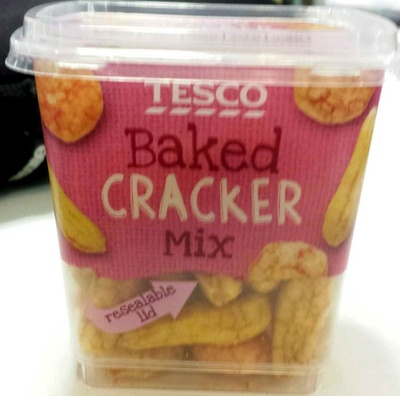 TESCO
Baked
CRACKER
Mix
resealable
lid